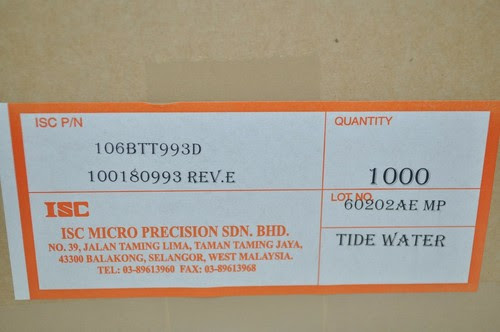 ISC P/N
106BTT993D
100180993 REV.E
QUANTITY
1000
LOT NO.
60202AE MP
TIDE WATER
ISC
ISC MICRO PRECISION SDN. BHD.
NO. 39, JALAN TAMING LIMA, TAMAN TAMING JAYA,
43300 BALAKONG, SELANGOR, WEST MALAYSIA.
TEL: 03-89613960 FAX: 03-89613968